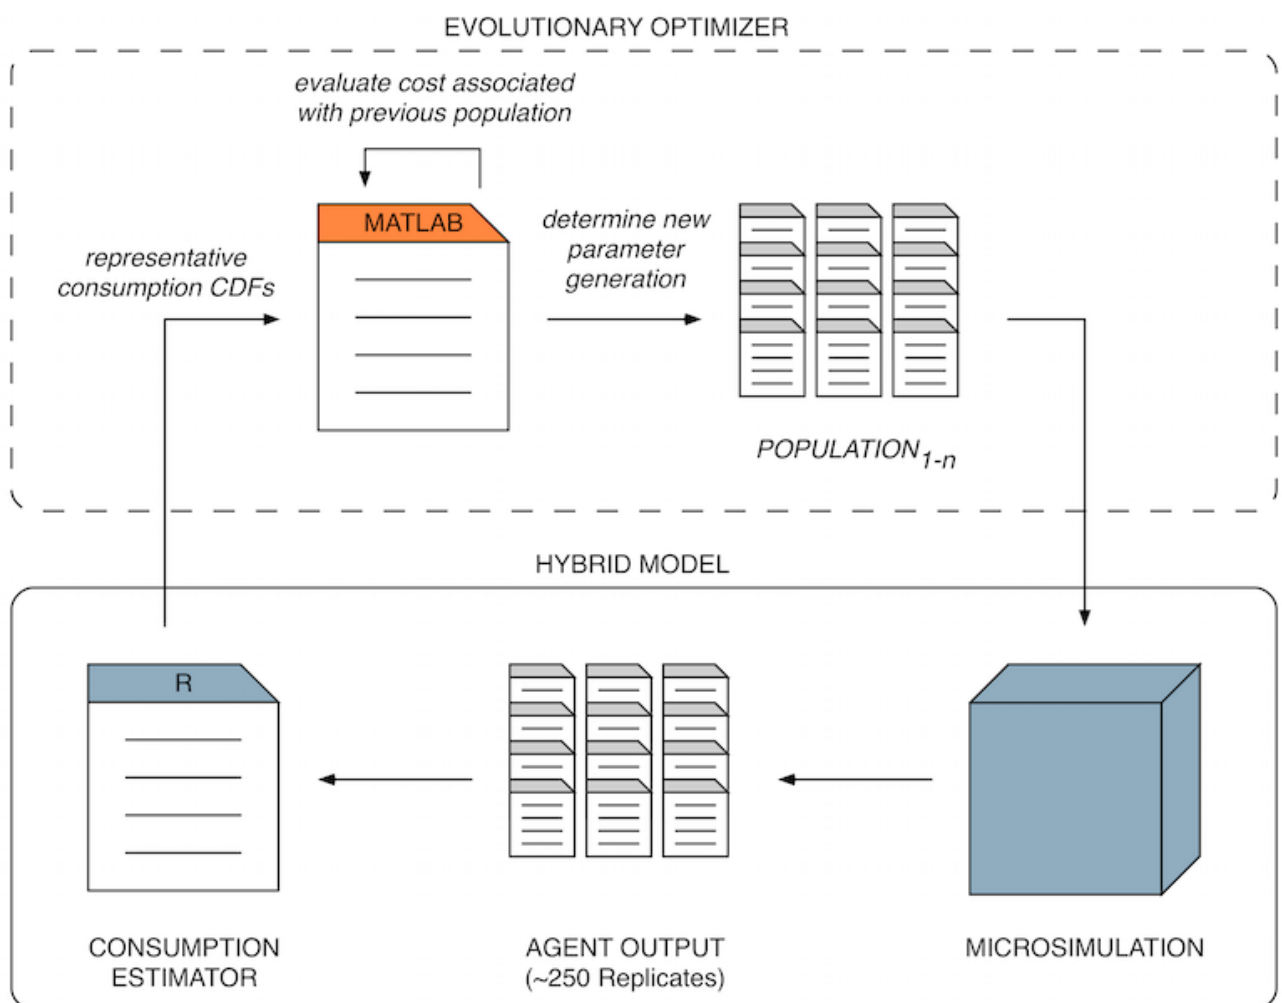 EVOLUTIONARY OPTIMIZER
evaluate cost associated
with previous population
MATLAB
determine new
parameter
generation
representative
consumption CDFs
POPULATION1-n
HYBRID MODEL
R
CONSUMPTION
ESTIMATOR
AGENT OUTPUT
(~250 Replicates)
MICROSIMULATION